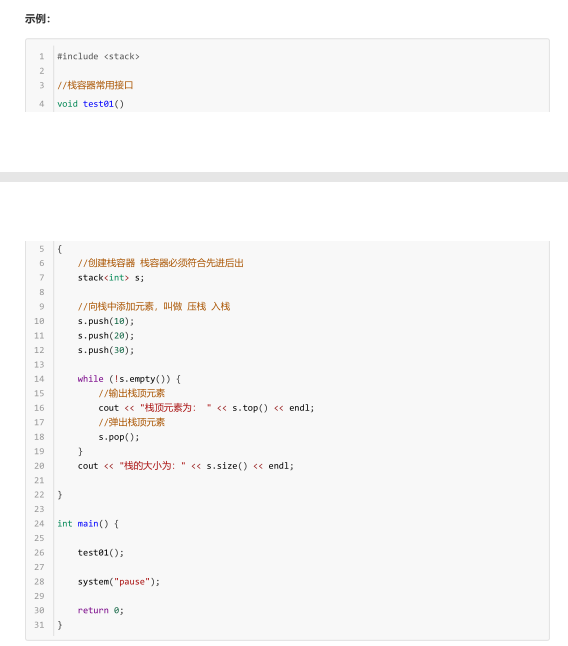 示例：
1 #include <stack>
2
3 //栈容器常用接口
4 void test01()
5 {
6     //创建栈容器 栈容器必须符合先进后出
7     stack<int> s;
8
9     //向栈中添加元素，叫做 压栈 入栈
10     s.push(10);
11     s.push(20);
12     s.push(30);
13
14     while (!s.empty()) {
15         //输出栈顶元素
16         cout << "栈顶元素为： " << s.top() << endl;
17         //弹出栈顶元素
18         s.pop();
19     }
20     cout << "栈的大小为：" << s.size() << endl;
21
22 }
23
24 int main() {
25
26     test01();
27
28     system("pause");
29
30     return 0;
31 }